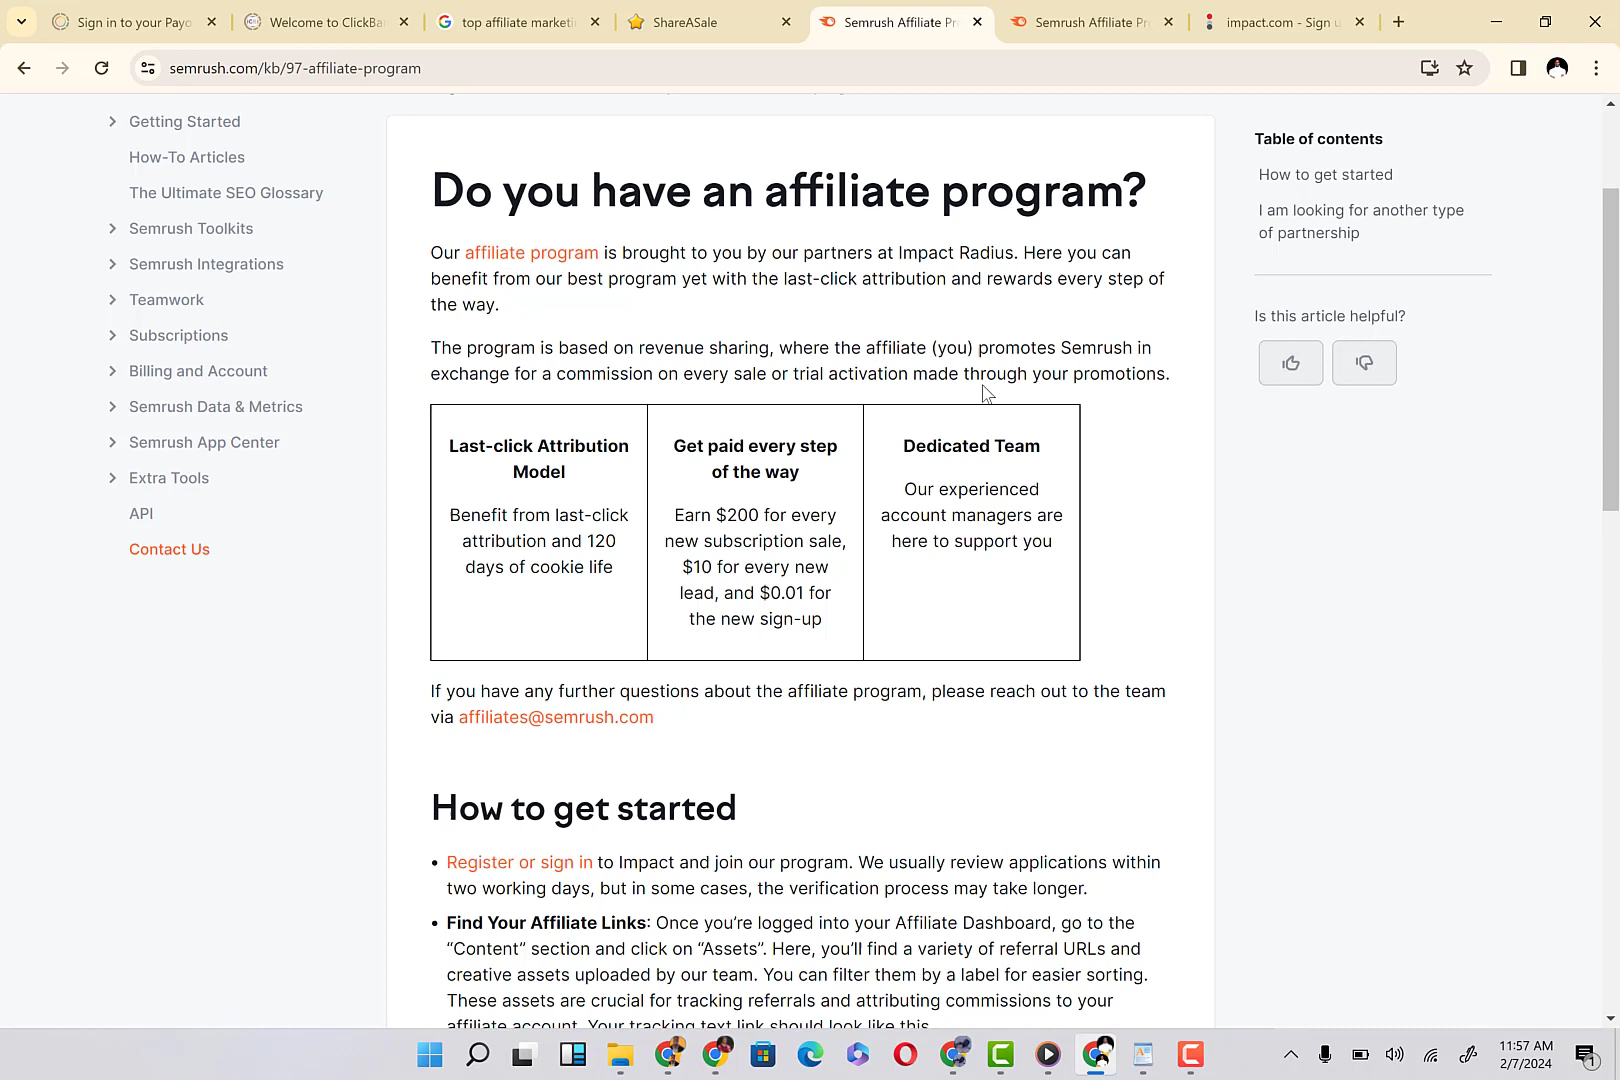 Sign in to your Payo
Welcome to ClickBa
top affiliate marketi
ShareASale
Semrush Affiliate P
Semrush Affiliate P
impact.com - Sign u
semrush.com/kb/97-affiliate-program
Getting Started
How-To Articles
The Ultimate SEO Glossary
Semrush Toolkits
Semrush Integrations
Teamwork
Subscriptions
Billing and Account
Semrush Data & Metrics
Semrush App Center
Extra Tools
API
Contact Us
Do you have an affiliate program?
Our affiliate program is brought to you by our partners at Impact Radius. Here you can
benefit from our best program yet with the last-click attribution and rewards every step of
the way.
The program is based on revenue sharing, where the affiliate (you) promotes Semrush in
exchange for a commission on every sale or trial activation made through your promotions.
Last-click Attribution
Model
Benefit from last-click
attribution and 120
days of cookie life
Get paid every step
of the way
Earn $200 for every
new subscription sale,
$10 for every new
lead, and $0.01 for
the new sign-up
Dedicated Team
Our experienced
account managers are
here to support you
If you have any further questions about the affiliate program, please reach out to the team
via affiliates@semrush.com
How to get started
• Register or sign in to Impact and join our program. We usually review applications within
two working days, but in some cases, the verification process may take longer.
• Find Your Affiliate Links: Once you’re logged into your Affiliate Dashboard, go to the
“Content” section and click on “Assets”. Here, you’ll find a variety of referral URLs and
creative assets uploaded by our team. You can filter them by a label for easier sorting.
These assets are crucial for tracking referrals and attributing commissions to your
affiliate account. Your tracking text link should look like this
Table of contents
How to get started
I am looking for another type
of partnership
Is this article helpful?
11:57 AM
2/7/2024
1